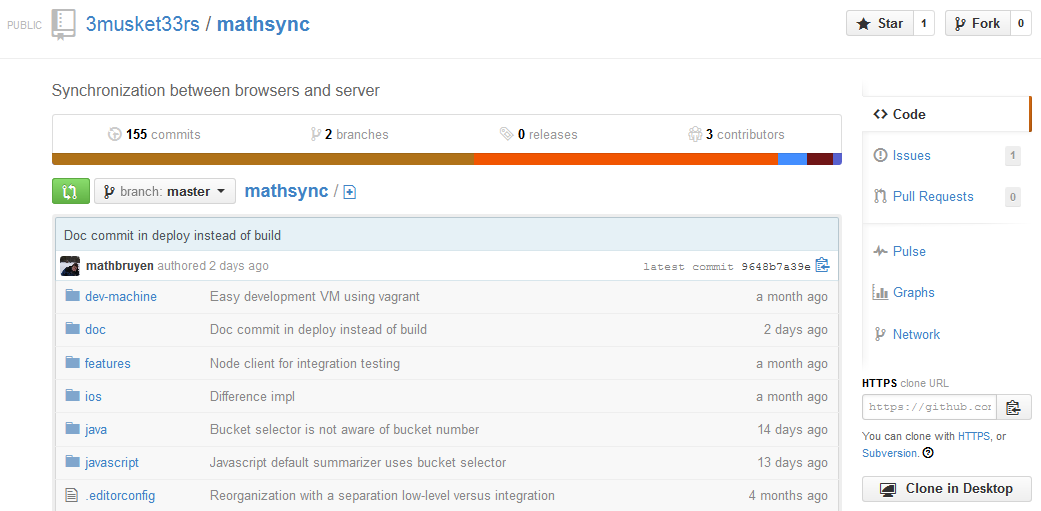 PUBLIC 3musket33rs / mathsync Star 1 Fork 0
Synchronization between browsers and server
155 commits 2 branches 0 releases 3 contributors
branch: master mathsync /
Doc commit in deploy instead of build
mathbruyen authored 2 days ago latest commit 9648b7a39e
dev-machine Easy development VM using vagrant a month ago
doc Doc commit in deploy instead of build 2 days ago
features Node client for integration testing a month ago
ios Difference impl a month ago
java Bucket selector is not aware of bucket number 14 days ago
javascript Javascript default summarizer uses bucket selector 13 days ago
.editorconfig Reorganization with a separation low-level versus integration 4 months ago
Code
Issues 1
Pull Requests 0
Pulse
Graphs
Network
HTTPS clone URL
https://github.con
You can clone with HTTPS, or
Subversion.
Clone in Desktop